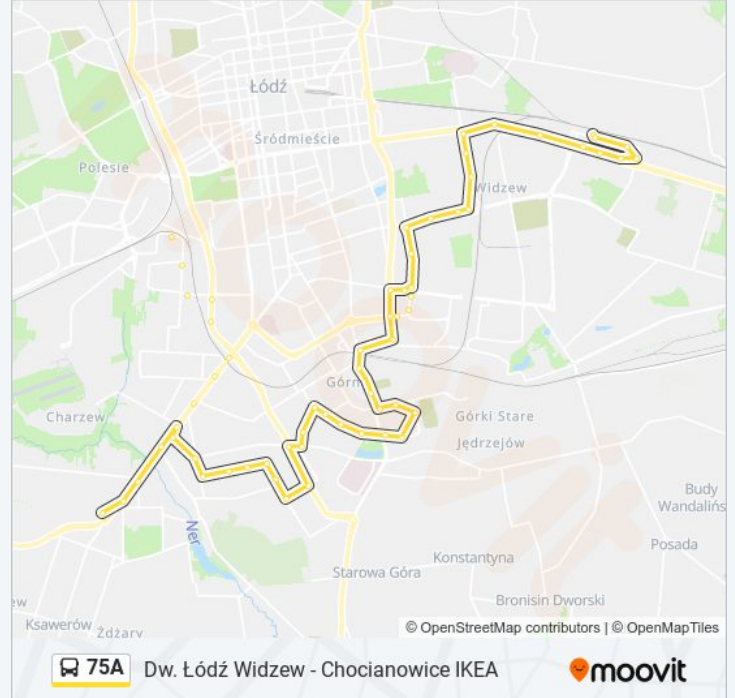 Łódź
Śródmieście
Polesie
Widzew
Górn
Charzew
Górki Stare
Jędrzejów
Budy
Wandalińs
Ner
Posada
Konstantyna
Starowa Góra
Bronisin Dworski
ew
Ksawerów
Żdżary
© OpenStreetMap contributors | © OpenMapTiles
75A Dw. Łódź Widzew - Chocianowice IKEA
moovit